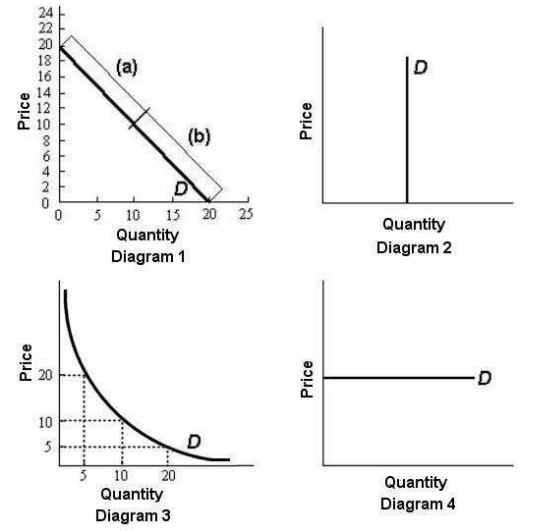 24
22
20
18
16
14
12
10
8
6
4
2
0
Price
(a)
(b)
D
0 5 10 15 20 25
Quantity
Diagram 1
Price
D
Quantity
Diagram 2
Price
20
10
5
D
5 10 20
Quantity
Diagram 3
Price
D
Quantity
Diagram 4